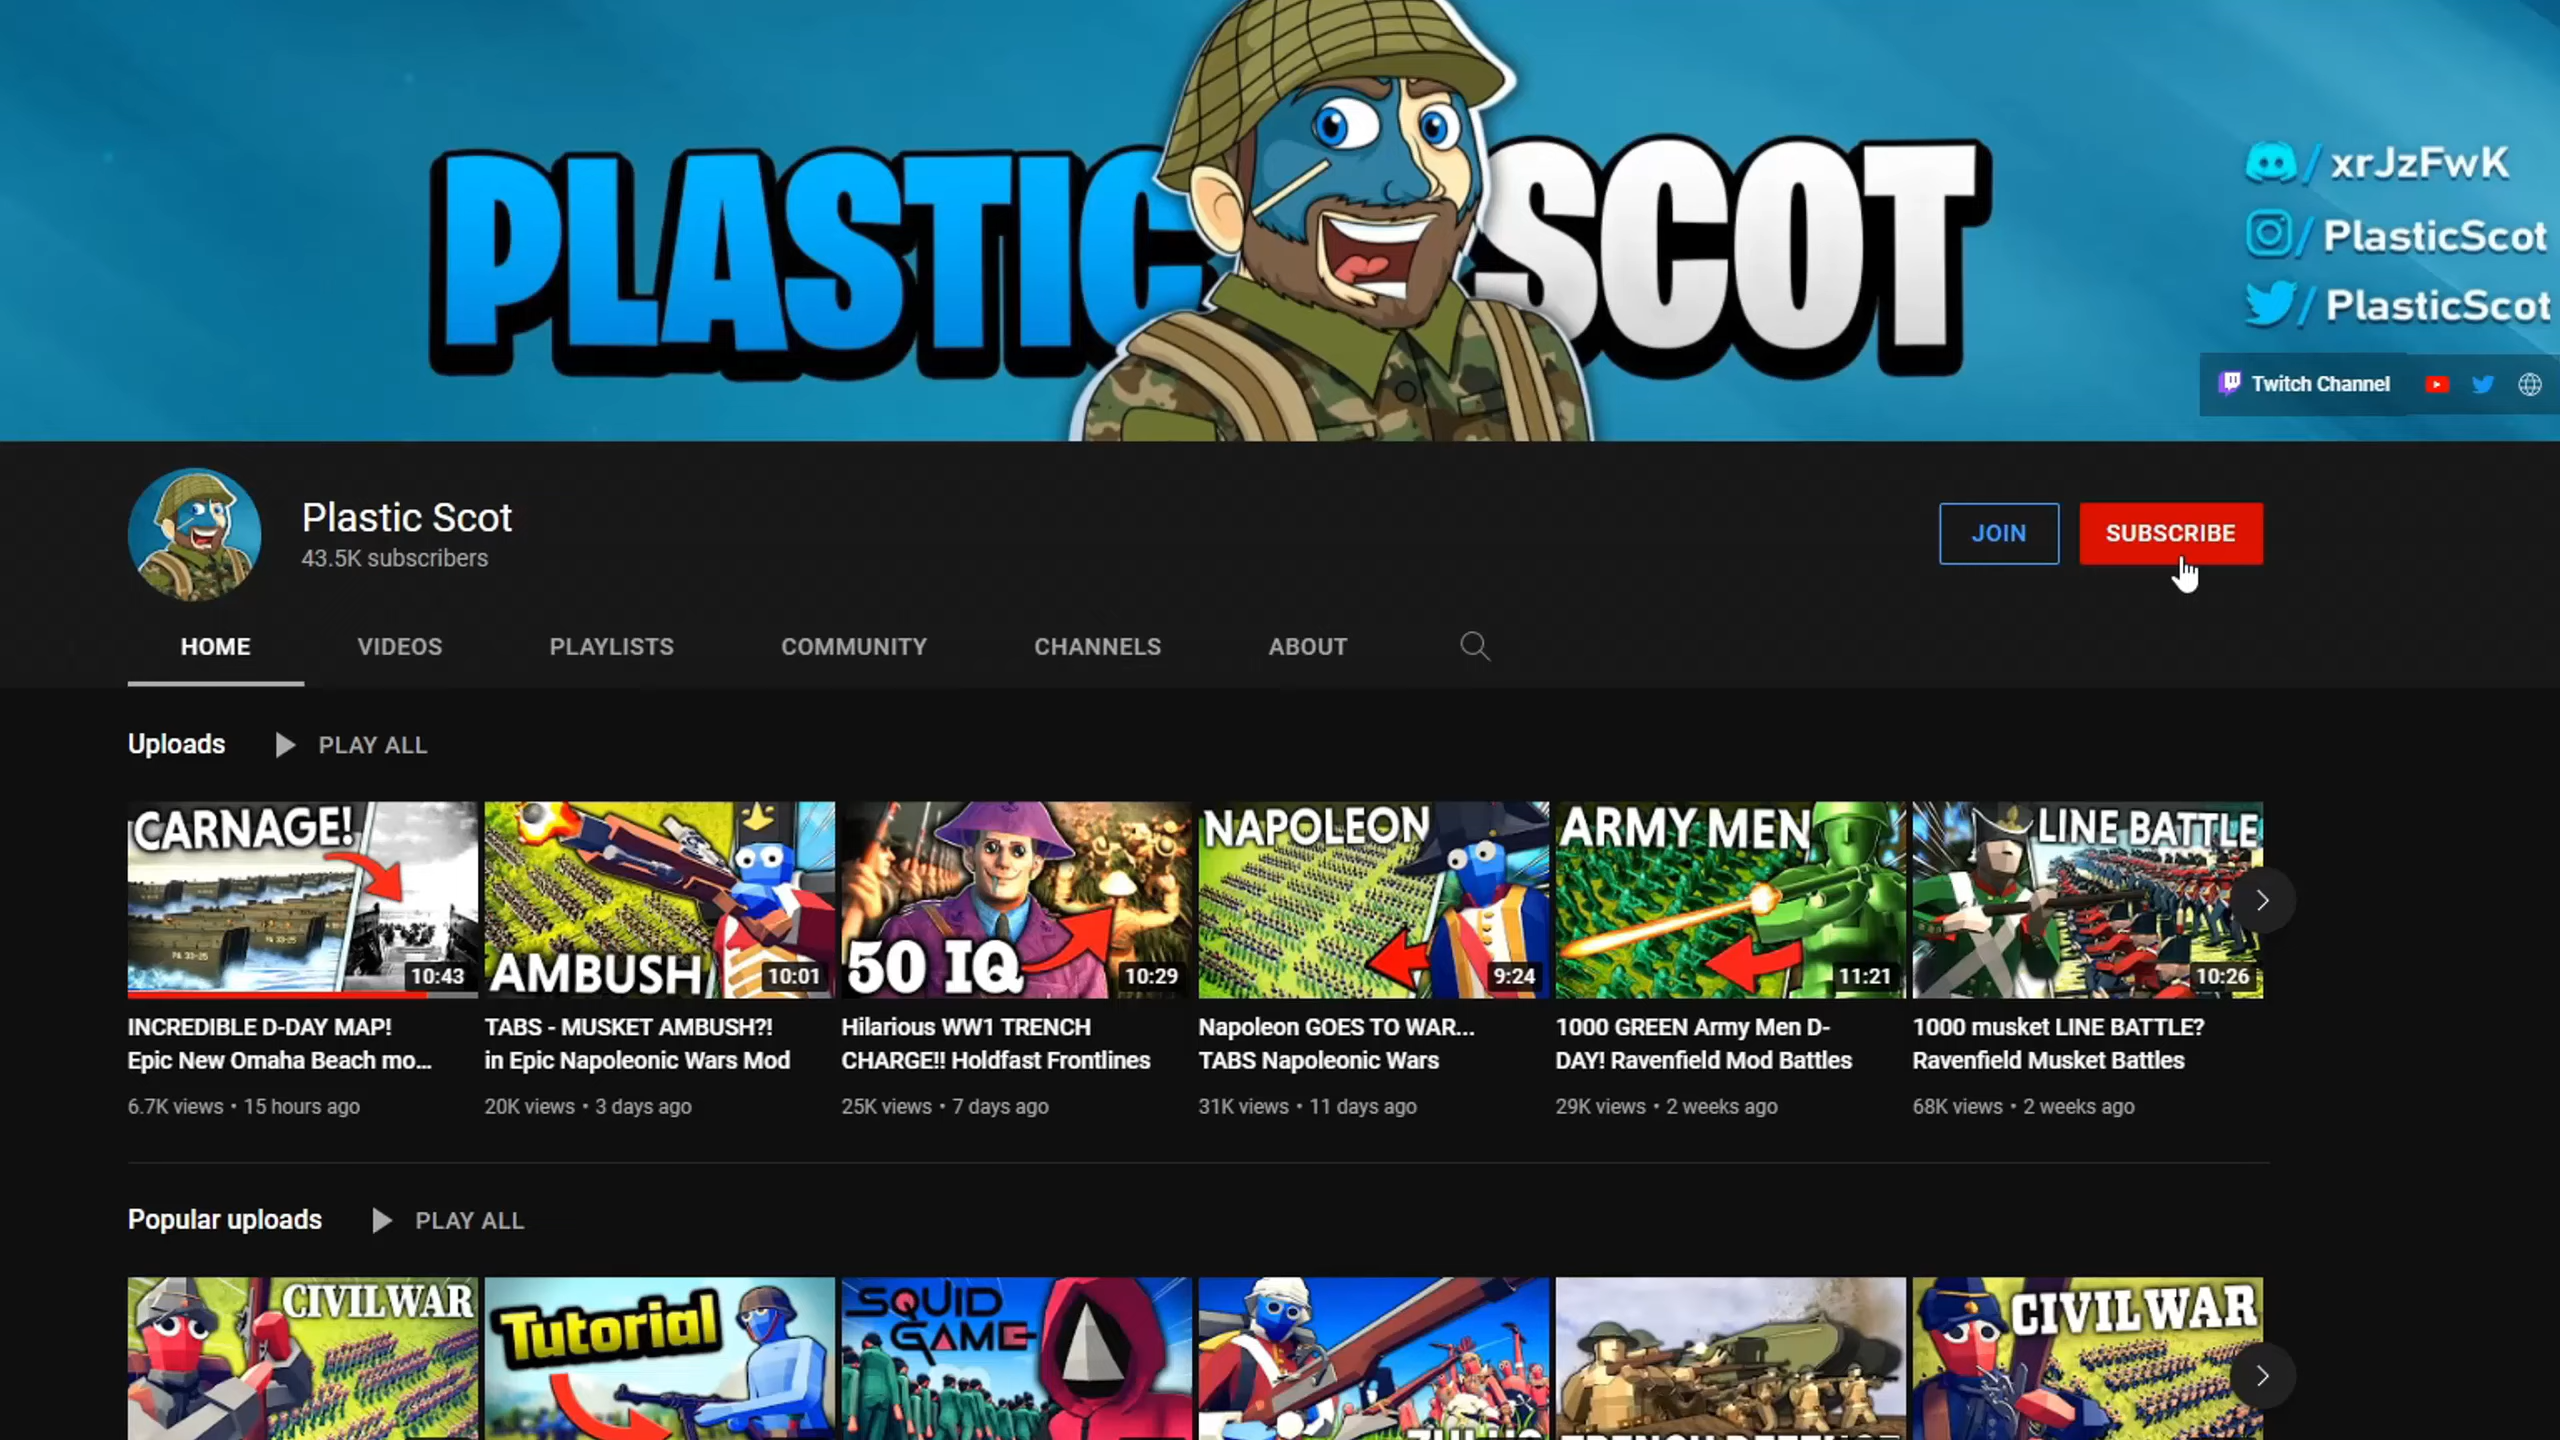 PLASTIC SCOT
xrJzFwK
PlasticScot
PlasticScot
Twitch Channel
Plastic Scot
43.5K subscribers
JOIN
SUBSCRIBE
HOME
VIDEOS
PLAYLISTS
COMMUNITY
CHANNELS
ABOUT
Uploads
PLAY ALL
CARNAGE!
10:43
AMBUSH
10:01
50 IQ
10:29
NAPOLEON
9:24
ARMY MEN
11:21
LINE BATTLE
10:26
INCREDIBLE D-DAY MAP!
Epic New Omaha Beach mo...
6.7K views • 15 hours ago
TABS - MUSKET AMBUSH?!
in Epic Napoleonic Wars Mod
20K views • 3 days ago
Hilarious WW1 TRENCH
CHARGE!! Holdfast Frontlines
25K views • 7 days ago
Napoleon GOES TO WAR...
TABS Napoleonic Wars
31K views • 11 days ago
1000 GREEN Army Men D-
DAY! Ravenfield Mod Battles
29K views • 2 weeks ago
1000 musket LINE BATTLE?
Ravenfield Musket Battles
68K views • 2 weeks ago
Popular uploads
PLAY ALL
CIVIL WAR
Tutorial
SQUID
GAME
CIVIL WAR